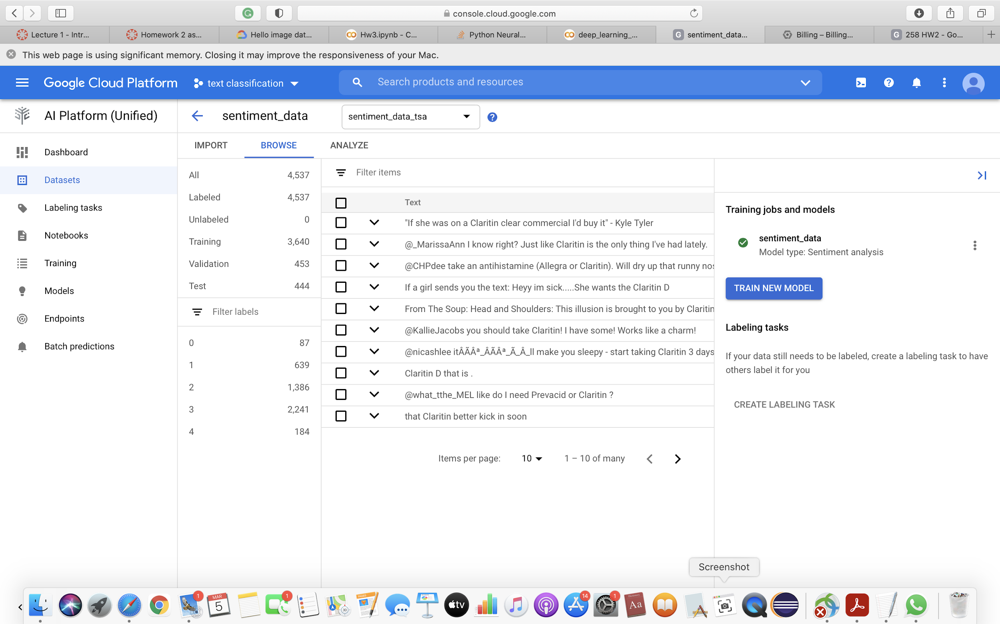 console.cloud.google.com
Lecture 1 - Intr...
Homework 2 as...
Hello image dat...
Hw3.ipynb - C...
Python Neural...
deep_learning_...
G sentiment_data...
Billing – Billing...
G 258 HW2 - Go...
This web page is using significant memory. Closing it may improve the responsiveness of your Mac.
Google Cloud Platform
text classification
Search products and resources
AI Platform (Unified)
sentiment_data
sentiment_data_tsa
Dashboard
Datasets
Labeling tasks
Notebooks
Training
Models
Endpoints
Batch predictions
IMPORT
BROWSE
ANALYZE
All 4,537
Labeled 4,537
Unlabeled 0
Training 3,640
Validation 453
Test 444
Filter labels
0 87
1 639
2 1,386
3 2,241
4 184
Filter items
Text
"If she was on a Claritin clear commercial I'd buy it" - Kyle Tyler
@_MarissaAnn I know right? Just like Claritin is the only thing I've had lately.
@CHPdee take an antihistamine (Allegra or Claritin). Will dry up that runny nos
If a girl sends you the text: Heyy im sick.....She wants the Claritin D
From The Soup: Head and Shoulders: This illusion is brought to you by Claritin
@KallieJacobs you should take Claritin! I have some! Works like a charm!
@nicashlee itÂÃÂª_ÂÃÂª_Ã_Â_ll make you sleepy - start taking Claritin 3 days
Claritin D that is .
@what_tthe_MEL like do I need Prevacid or Claritin ?
that Claritin better kick in soon
Items per page: 10 1 – 10 of many
Training jobs and models
sentiment_data
Model type: Sentiment analysis
TRAIN NEW MODEL
Labeling tasks
If your data still needs to be labeled, create a labeling task to have
others label it for you
CREATE LABELING TASK
Screenshot
1
MAR
5
1
3D
PAGES
tv
14
1
Dictionary
Aa